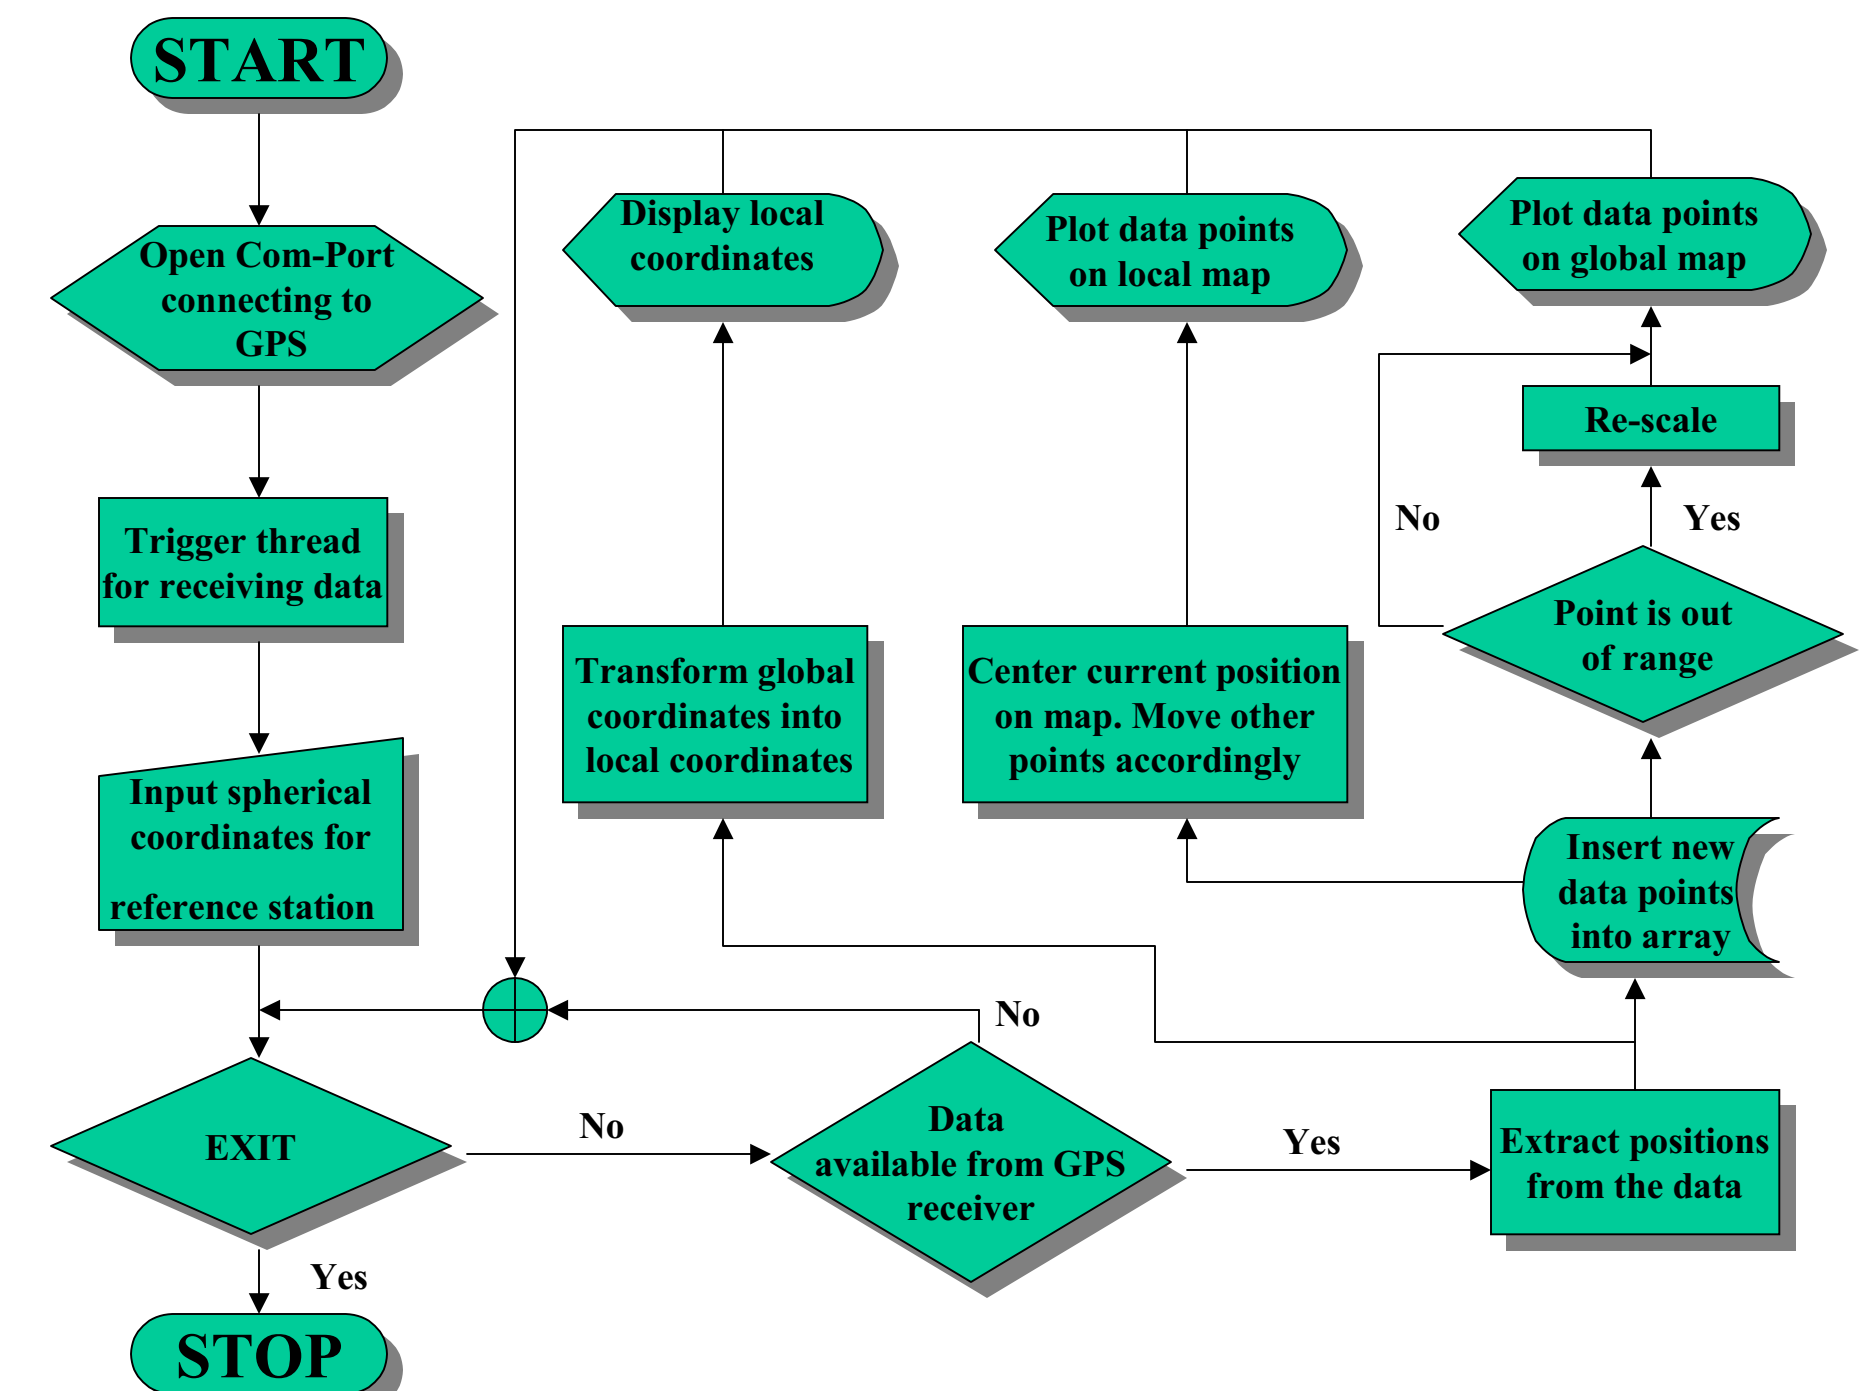 START
Open Com-Port
connecting to
GPS
Trigger thread
for receiving data
Input spherical
coordinates for
reference station
EXIT
Yes
STOP
No
Data
available from GPS
receiver
No
Yes
Extract positions
from the data
Insert new
data points
into array
Point is out
of range
No
Yes
Re-scale
Plot data points
on global map
Center current position
on map. Move other
points accordingly
Plot data points
on local map
Transform global
coordinates into
local coordinates
Display local
coordinates